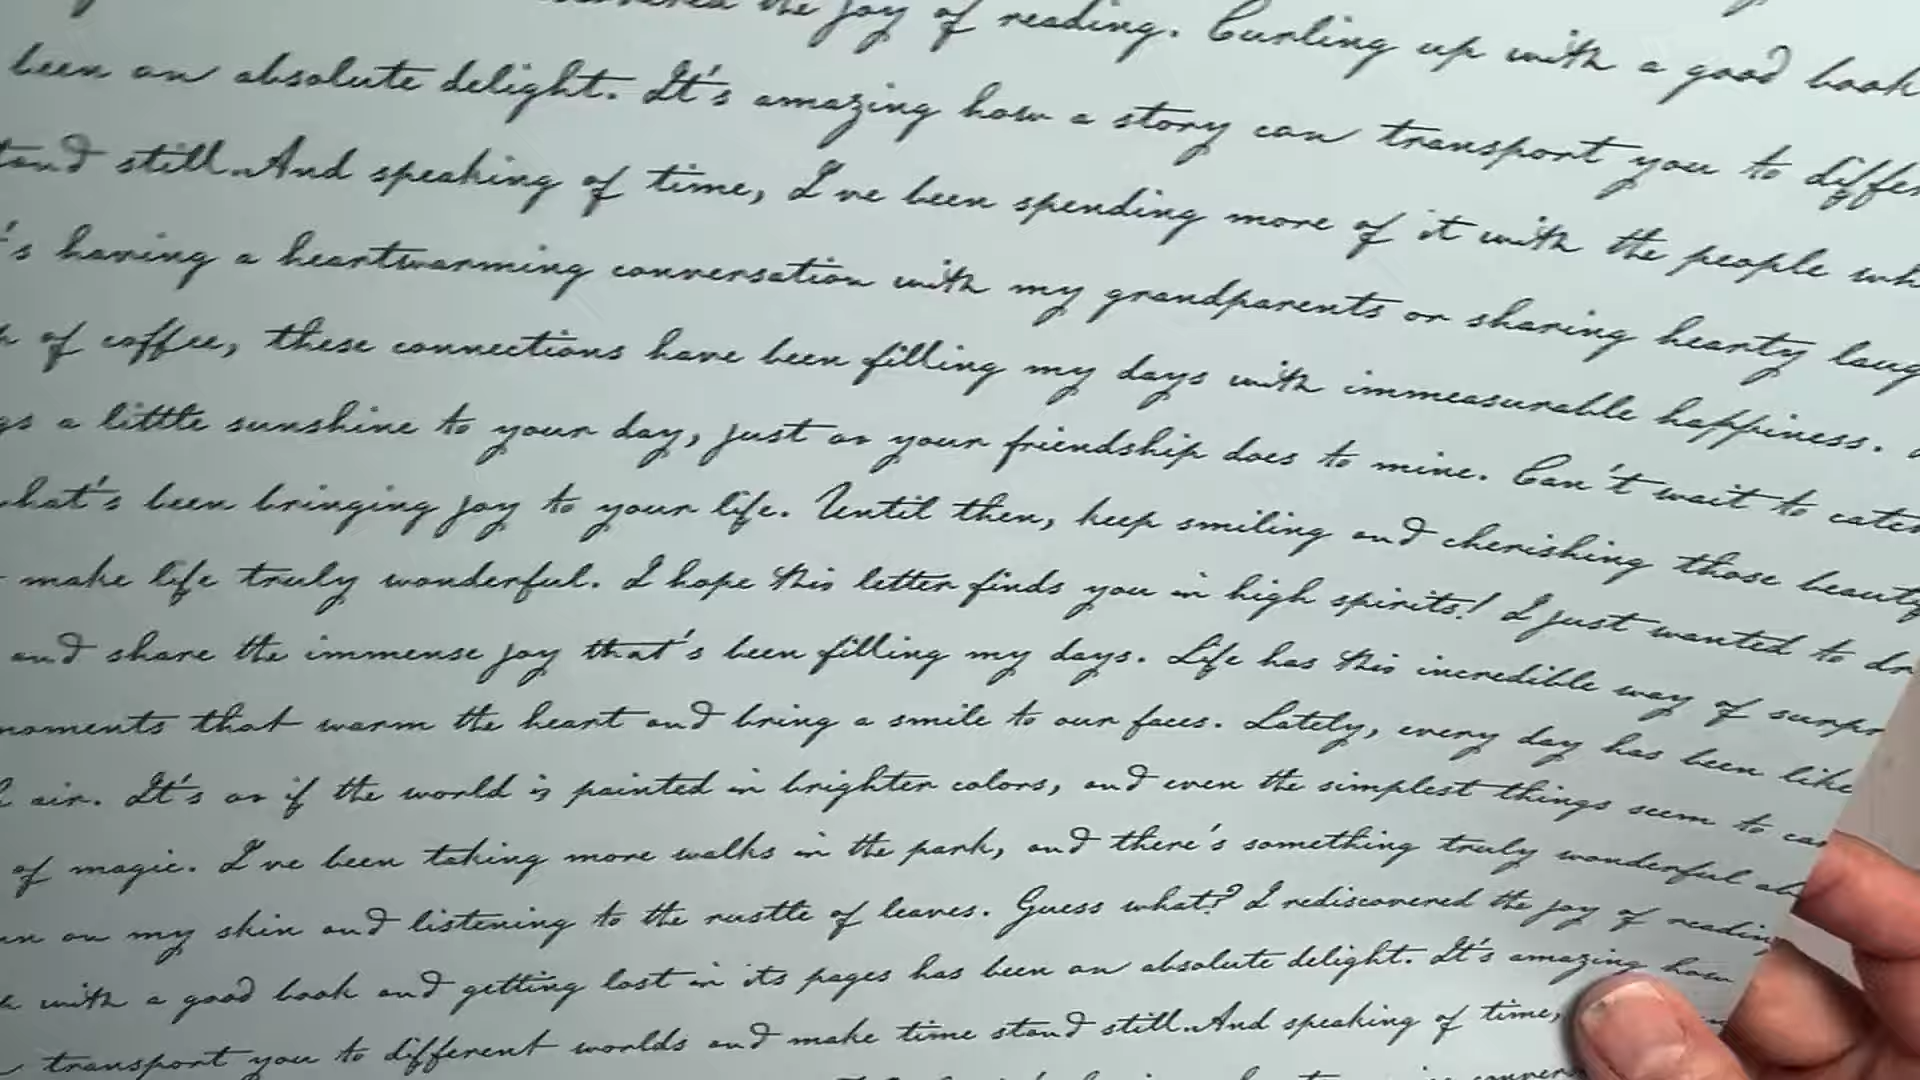 the joy of reading. Curling up with a good book
been an absolute delight. It's amazing how a story can transport you to
still. And speaking of time, I've been spending more of it with the people
having a heartwarming conversation with my grandparents or sharing hearty
of coffee, these connections have been filling my days with immeasurable happiness.
a little sunshine to your day, just as your friendship does to mine. Can't wait to
been bringing joy to your life. Until then, keep smiling and cherishing those
make life truly wonderful. I hope this letter finds you in high spirits! I just wanted to
and share the immense joy that's been filling my days. Life has this incredible way of
moments that warm the heart and bring a smile to our faces. Lately, every day has been like
air. It's as if the world is painted in brighter colors, and even the simplest things seem to
of magic. I've been taking more walks in the park, and there's something truly wonderful
on my skin and listening to the rustle of leaves. Guess what? I rediscovered the joy of reading
with a good book and getting lost in its pages has been an absolute delight. It's amazing how
transport you to different worlds and make time stand still. And speaking of time,